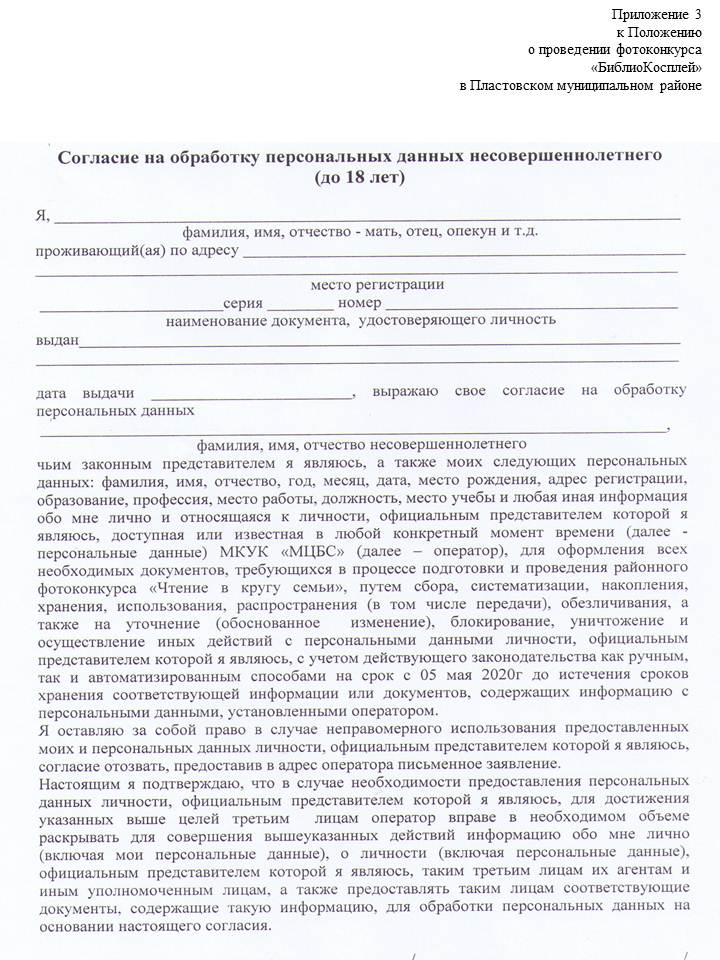 Приложение 3
к Положению
о проведении фотоконкурса
«БиблиоКосплей»
в Пластовском муниципальном районе
Согласие на обработку персональных данных несовершеннолетнего
(до 18 лет)
Я, ______________________________
фамилия, имя, отчество - мать, отец, опекун и т.д.
проживающий(ая) по адресу ______________________________
______________________________
место регистрации
____________________серия ________ номер ______________________________
наименование документа, удостоверяющего личность
выдан______________________________
______________________________
дата выдачи ________________________, выражаю свое согласие на обработку
персональных данных
______________________________,
фамилия, имя, отчество несовершеннолетнего
чьим законным представителем я являюсь, а также моих следующих персональных
данных: фамилия, имя, отчество, год, месяц, дата, место рождения, адрес регистрации,
образование, профессия, место работы, должность, место учебы и любая иная информация
обо мне лично и относящаяся к личности, официальным представителем которой я
являюсь, доступная или известная в любой конкретный момент времени (далее -
персональные данные) МКУК «МЦБС» (далее – оператор), для оформления всех
необходимых документов, требующихся в процессе подготовки и проведения районного
фотоконкурса «Чтение в кругу семьи», путем сбора, систематизации, накопления,
хранения, использования, распространения (в том числе передачи), обезличивания, а
также на уточнение (обоснованное изменение), блокирование, уничтожение и
осуществление иных действий с персональными данными личности, официальным
представителем которой я являюсь, с учетом действующего законодательства как ручным,
так и автоматизированным способами на срок с 05 мая 2020г до истечения сроков
хранения соответствующей информации или документов, содержащих информацию с
персональными данными, установленными оператором.
Я оставляю за собой право в случае неправомерного использования предоставленных
моих и персональных данных личности, официальным представителем которой я являюсь,
согласие отозвать, предоставив в адрес оператора письменное заявление.
Настоящим я подтверждаю, что в случае необходимости предоставления персональных
данных личности, официальным представителем которой я являюсь, для достижения
указанных выше целей третьим лицам оператор вправе в необходимом объеме
раскрывать для совершения вышеуказанных действий информацию обо мне лично
(включая мои персональные данные), о личности (включая персональные данные),
официальным представителем которой я являюсь, таким третьим лицам их агентам и
иным уполномоченным лицам, а также предоставлять таким лицам соответствующие
документы, содержащие такую информацию, для обработки персональных данных на
основании настоящего согласия.
/ /